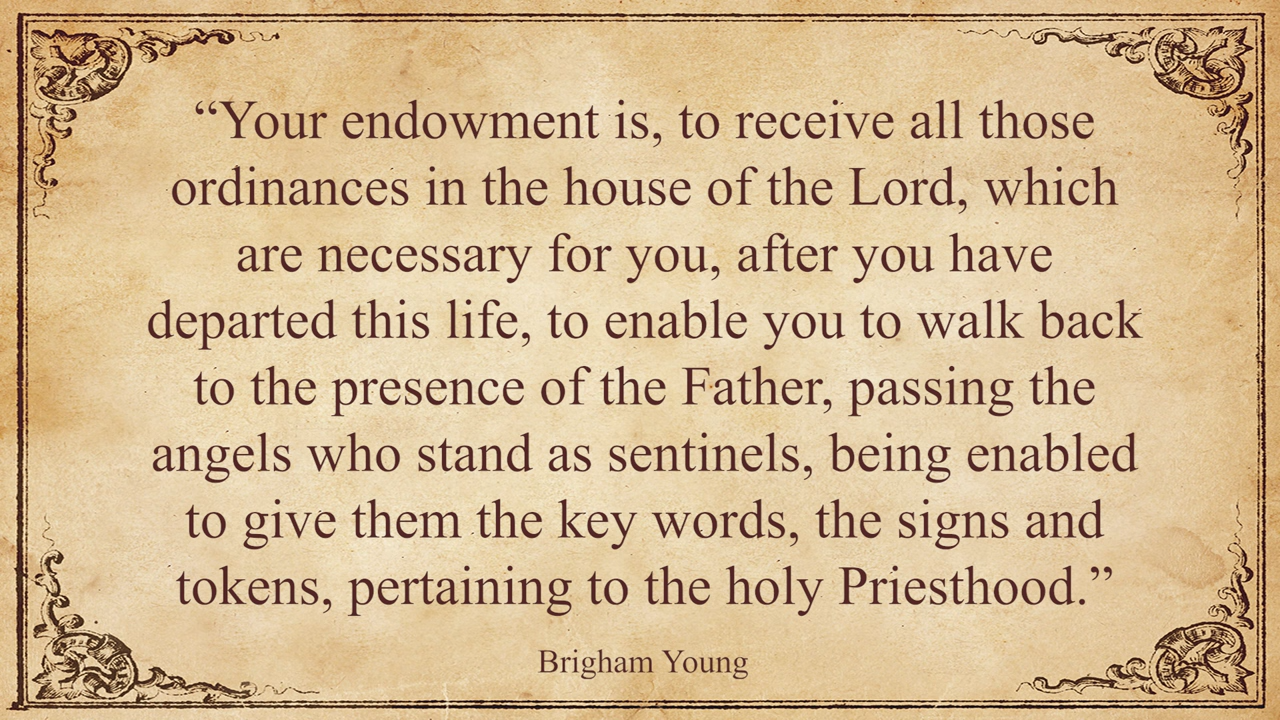 “Your endowment is, to receive all those
ordinances in the house of the Lord, which
are necessary for you, after you have
departed this life, to enable you to walk back
to the presence of the Father, passing the
angels who stand as sentinels, being enabled
to give them the key words, the signs and
tokens, pertaining to the holy Priesthood.”
Brigham Young